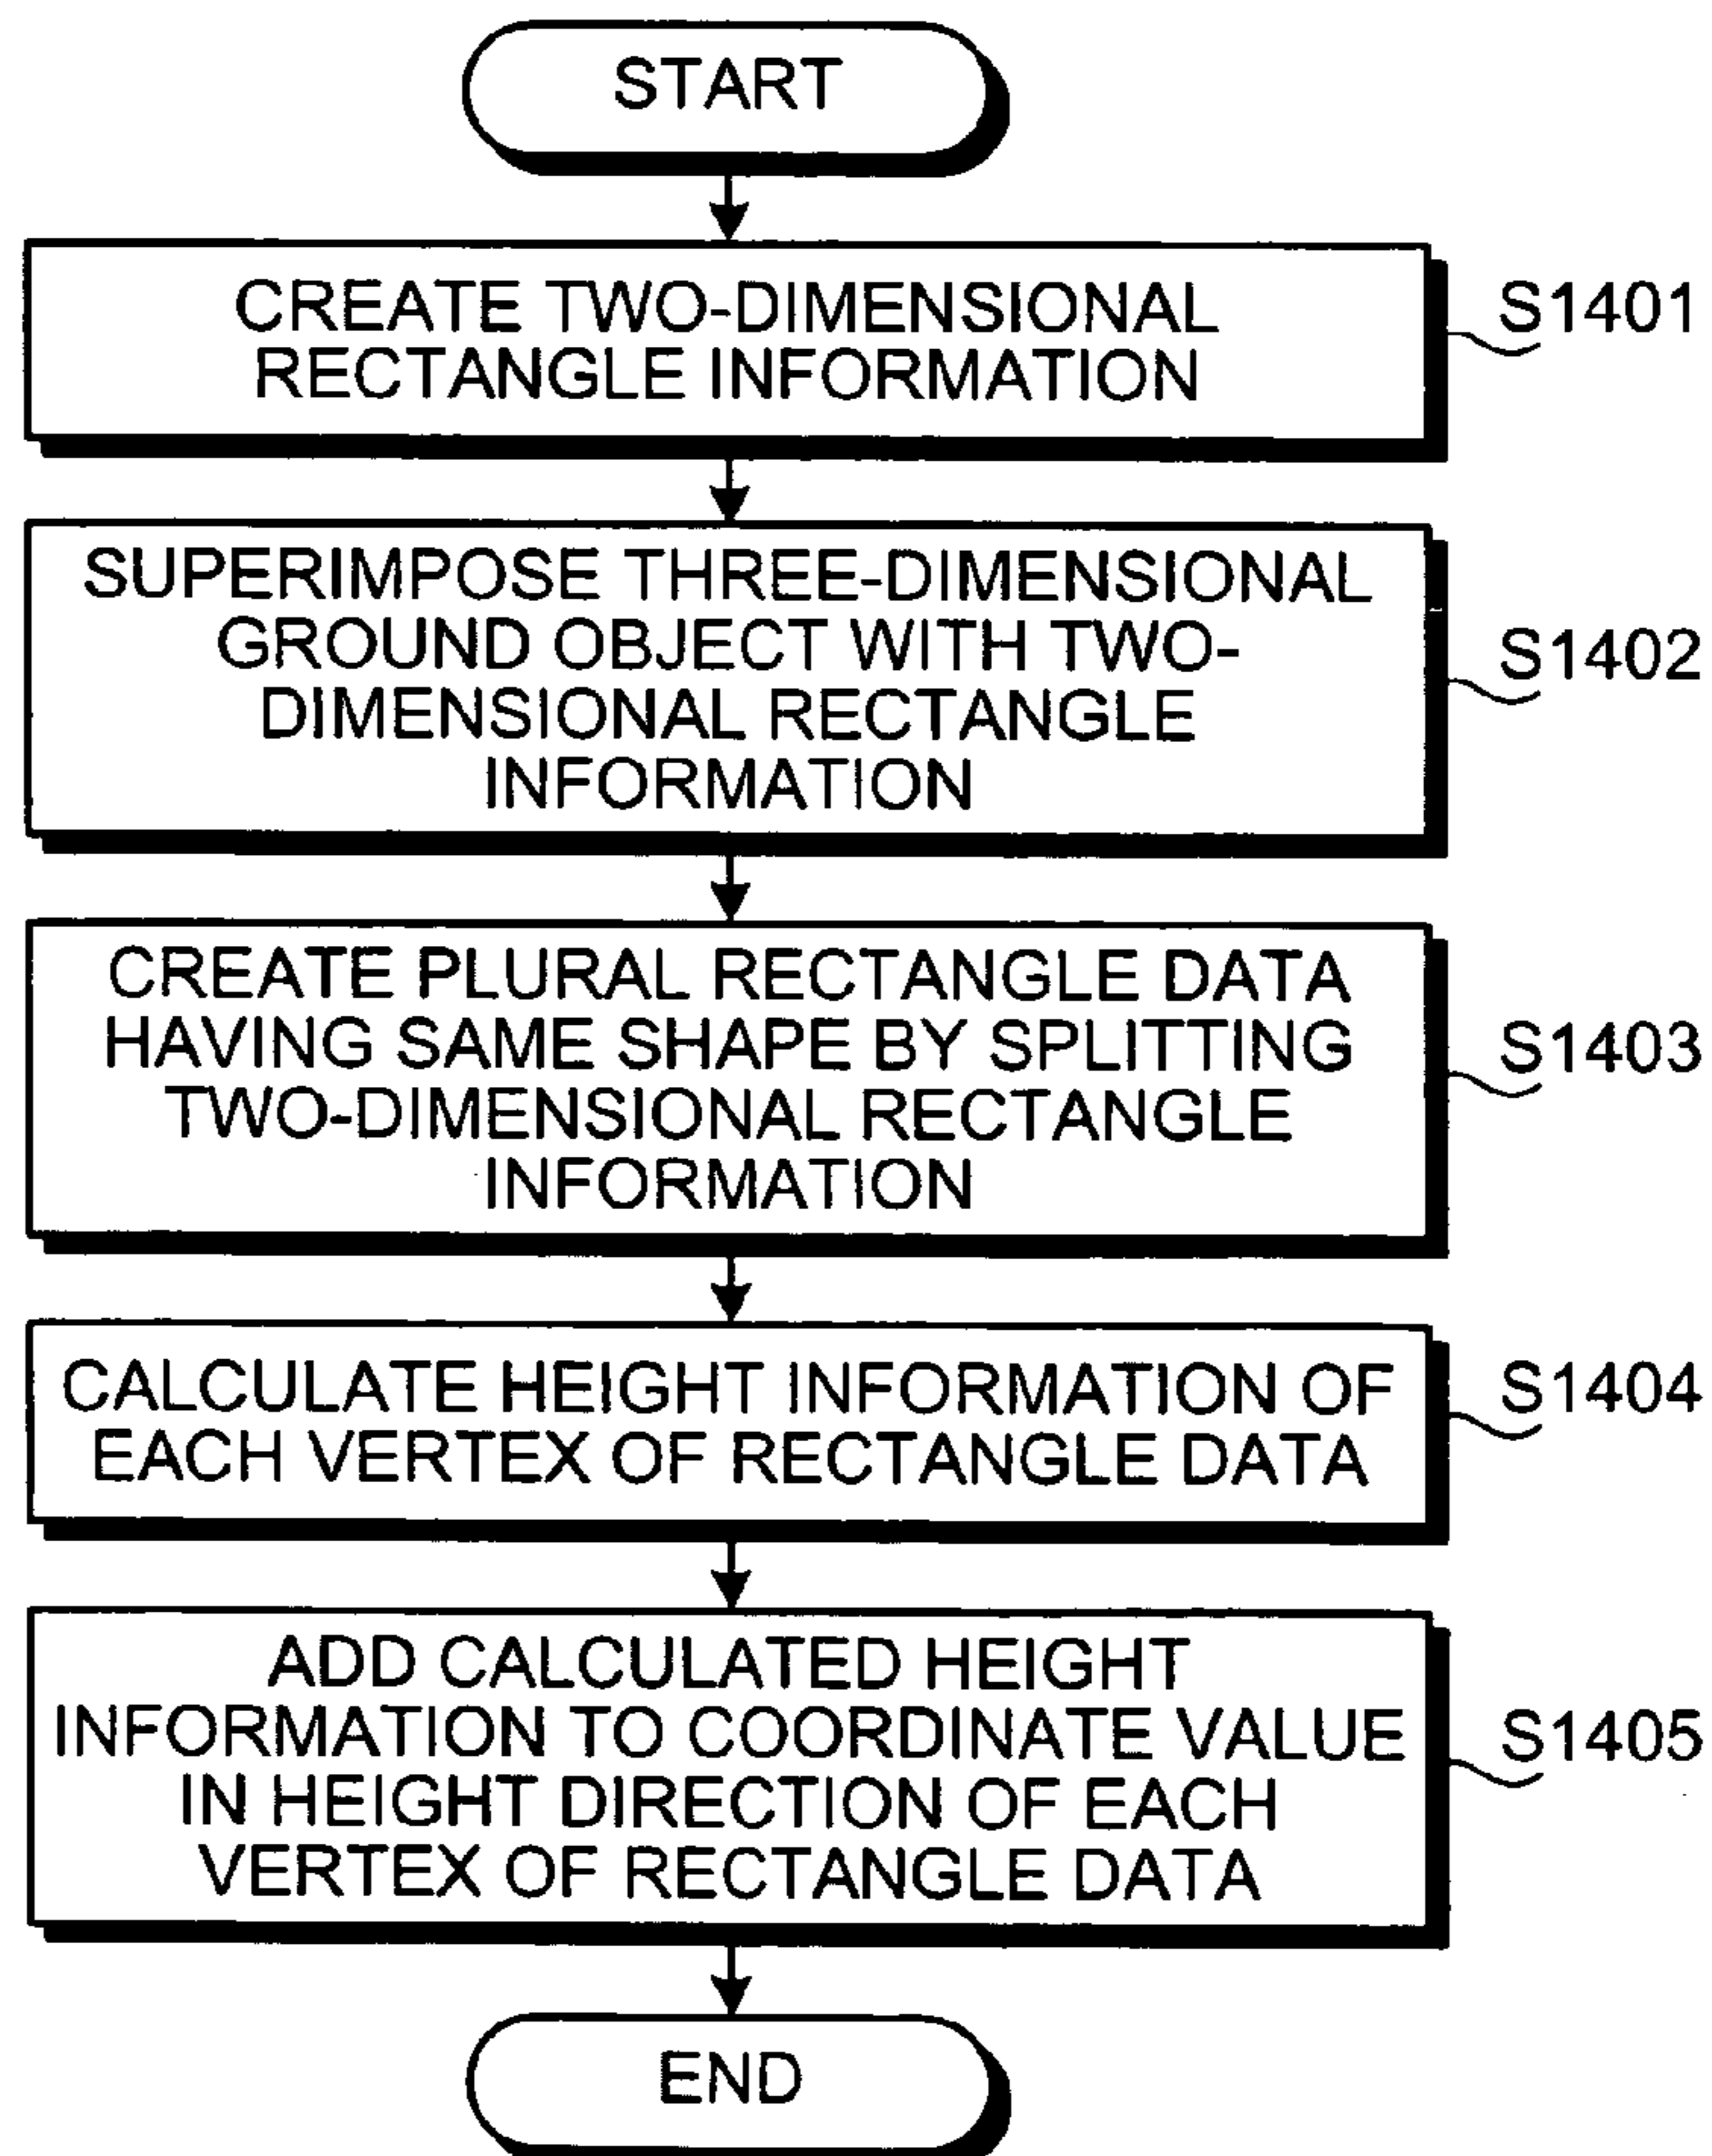 START
CREATE TWO-DIMENSIONAL
RECTANGLE INFORMATION
S1401
SUPERIMPOSE THREE-DIMENSIONAL
GROUND OBJECT WITH TWO-
DIMENSIONAL RECTANGLE
INFORMATION
S1402
CREATE PLURAL RECTANGLE DATA
HAVING SAME SHAPE BY SPLITTING
TWO-DIMENSIONAL RECTANGLE
INFORMATION
S1403
CALCULATE HEIGHT INFORMATION OF
EACH VERTEX OF RECTANGLE DATA
S1404
ADD CALCULATED HEIGHT
INFORMATION TO COORDINATE VALUE
IN HEIGHT DIRECTION OF EACH
VERTEX OF RECTANGLE DATA
S1405
END